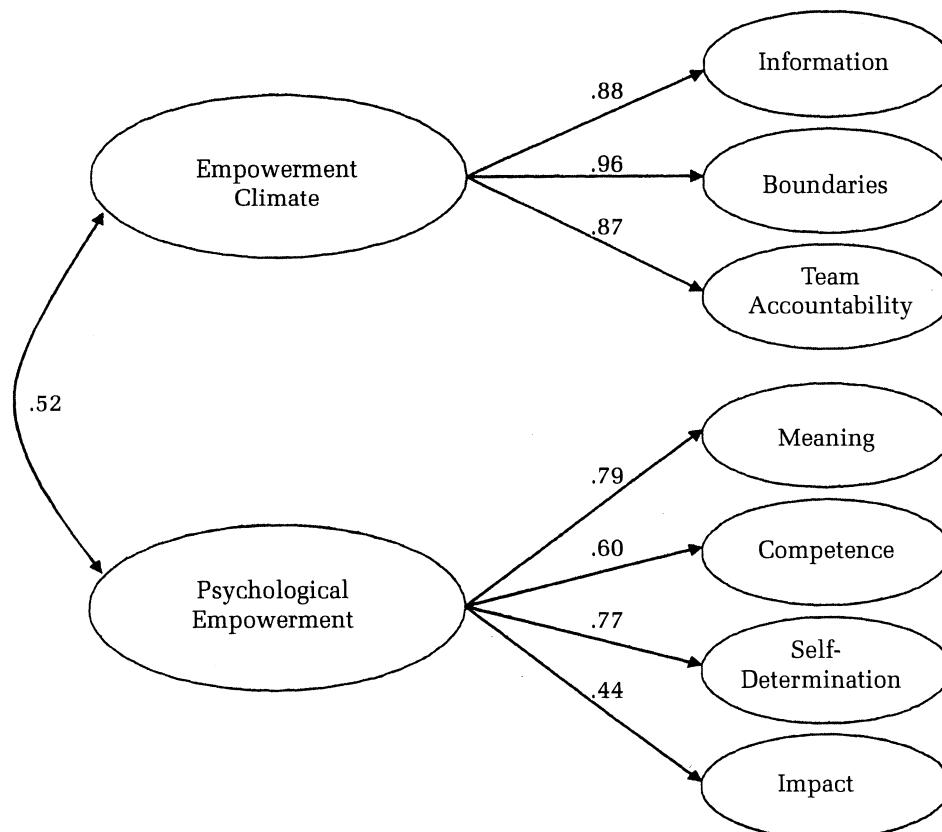 Information
.88
Empowerment
Climate
.96
Boundaries
.87
Team
Accountability
.52
Meaning
.79
.60
Competence
Psychological
Empowerment
.77
Self-
Determination
.44
Impact